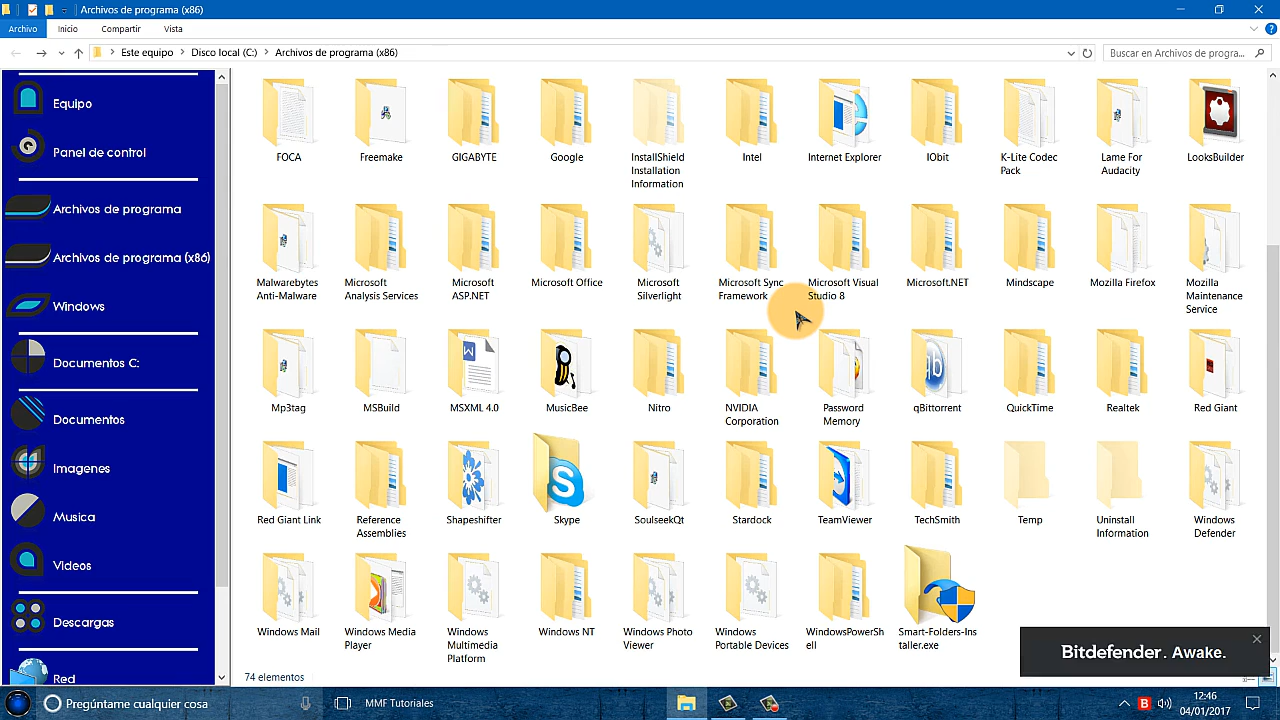 Archivos de programa (x86)
Archivo Inicio Compartir Vista
Este equipo Disco local (C:) Archivos de programa (x86)
Buscar en Archivos de progra...
Equipo
Panel de control
Archivos de programa
Archivos de programa (x86)
Windows
Documentos C:
Documentos
Imagenes
Musica
Videos
Descargas
Red
FOCA
Freemake
GIGABYTE
Google
InstallShield
Installation
Information
Intel
Internet Explorer
IObit
K-Lite Codec
Pack
Lame For
Audacity
LooksBuilder
Malwarebytes
Anti-Malware
Microsoft
Analysis Services
Microsoft
ASP.NET
Microsoft Office
Microsoft
Silverlight
Microsoft Sync
Framework
Microsoft Visual
Studio 8
Microsoft.NET
Mindscape
Mozilla Firefox
Mozilla
Maintenance
Service
Mp3tag
MSBuild
W
MSXML 4.0
MusicBee
Nitro
NVIDIA
Corporation
Password
Memory
qb
qBittorrent
QuickTime
Realtek
Red Giant
Red Giant Link
Reference
Assemblies
Shapeshifter
S
Skype
SoulseekQt
Stardock
TeamViewer
TechSmith
Temp
Uninstall
Information
Windows
Defender
Windows Mail
Windows Media
Player
Windows
Multimedia
Platform
Windows NT
Windows Photo
Viewer
Windows
Portable Devices
WindowsPowerSh
ell
Smart-Folders-Ins
taller.exe
Bitdefender. Awake.
74 elementos
Pregúntame cualquier cosa
MMF Tutoriales
B
12:46
04/01/2017